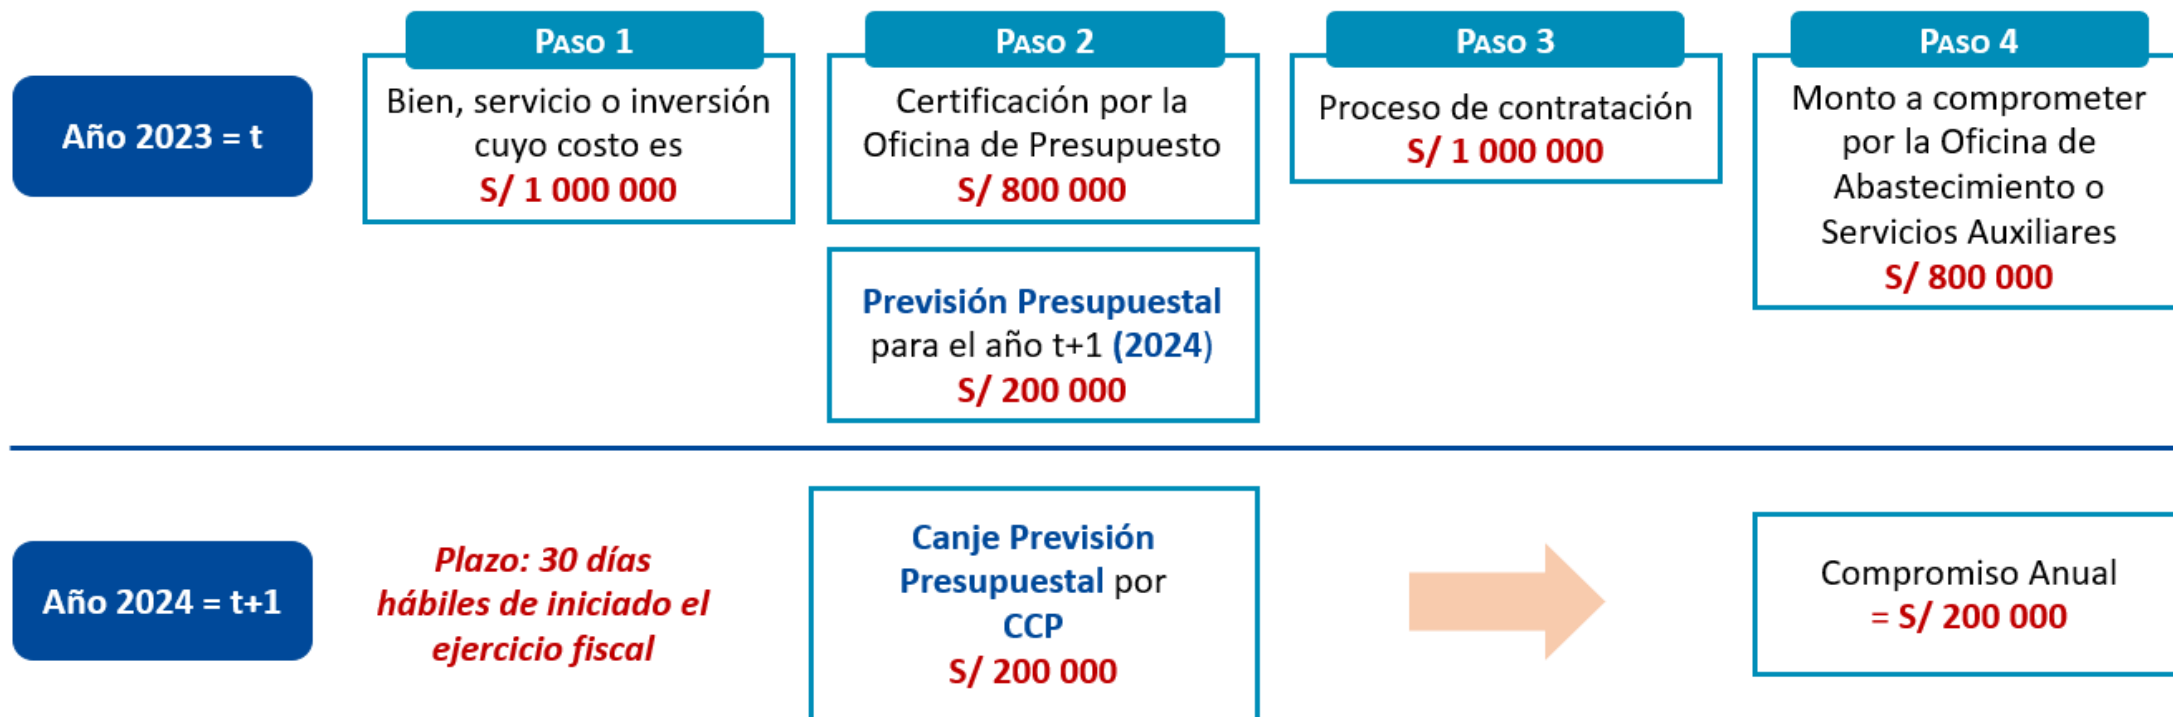 Año 2023 = t
PASO 1
Bien, servicio o inversión
cuyo costo es
S/ 1 000 000
PASO 2
Certificación por la
Oficina de Presupuesto
S/ 800 000
Previsión Presupuestal
para el año t+1 (2024)
S/ 200 000
PASO 3
Proceso de contratación
S/ 1 000 000
PASO 4
Monto a comprometer
por la Oficina de
Abastecimiento o
Servicios Auxiliares
S/ 800 000
Año 2024 = t+1
Plazo: 30 días
hábiles de iniciado el
ejercicio fiscal
Canje Previsión
Presupuestal por
CCP
S/ 200 000
Compromiso Anual
= S/ 200 000